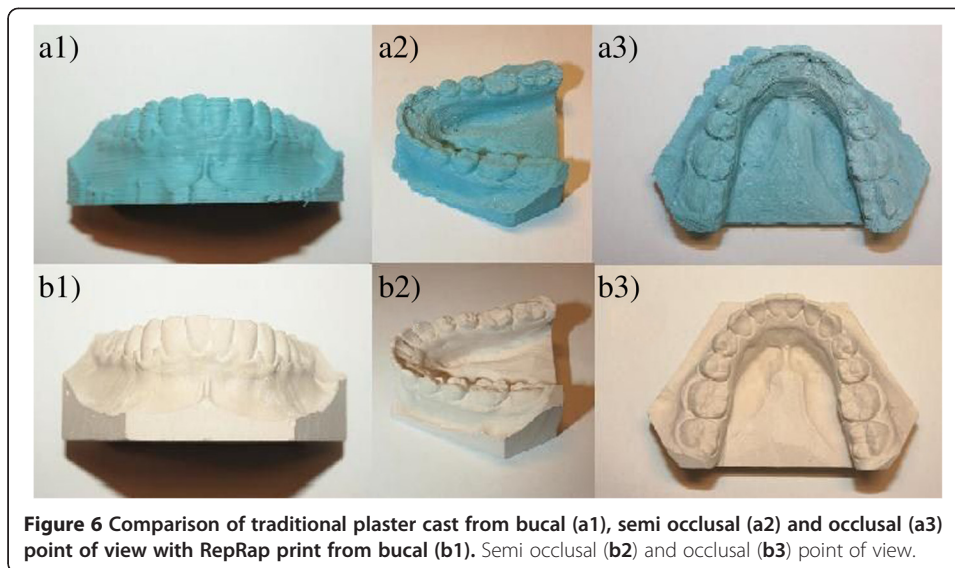 a1) a2) a3)
b1) b2) b3)
Figure 6 Comparison of traditional plaster cast from bucal (a1), semi occlusal (a2) and occlusal (a3)
point of view with RepRap print from bucal (b1). Semi occlusal (b2) and occlusal (b3) point of view.